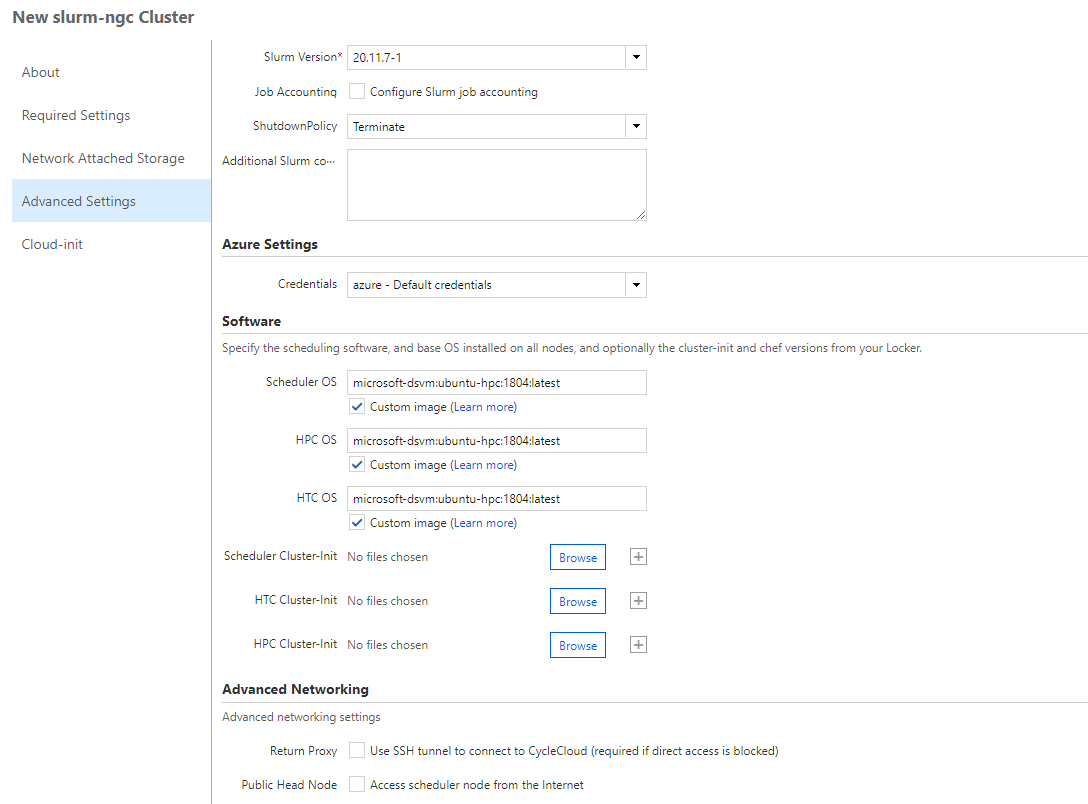 New slurm-ngc Cluster
About
Required Settings
Network Attached Storage
Advanced Settings
Cloud-init
Slurm Version* 20.11.7-1
Job Accounting Configure Slurm job accounting
ShutdownPolicy Terminate
Additional Slurm co···
Azure Settings
Credentials azure - Default credentials
Software
Specify the scheduling software, and base OS installed on all nodes, and optionally the cluster-init and chef versions from your Locker.
Scheduler OS microsoft-dsvm:ubuntu-hpc:1804:latest
Custom image (Learn more)
HPC OS microsoft-dsvm:ubuntu-hpc:1804:latest
Custom image (Learn more)
HTC OS microsoft-dsvm:ubuntu-hpc:1804:latest
Custom image (Learn more)
Scheduler Cluster-Init No files chosen Browse
HTC Cluster-Init No files chosen Browse
HPC Cluster-Init No files chosen Browse
Advanced Networking
Advanced networking settings
Return Proxy Use SSH tunnel to connect to CycleCloud (required if direct access is blocked)
Public Head Node Access scheduler node from the Internet